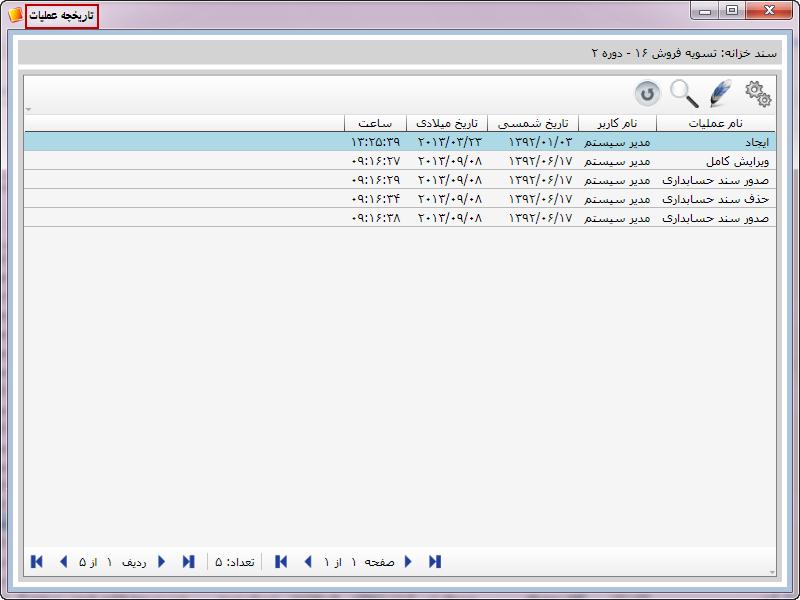 تاریخچه عملیات
سند خزانه: تسویه فروش ۱۶ - دوره ۲
نام عملیات نام کاربر تاریخ شمسی تاریخ میلادی ساعت
ایجاد مدیر سیستم ۱۳۹۲/۰۱/۰۳ ۲۰۱۳/۰۳/۲۳ ۱۳:۲۵:۳۹
ویرایش کامل مدیر سیستم ۱۳۹۲/۰۶/۱۷ ۲۰۱۳/۰۹/۰۸ ۰۹:۱۶:۲۷
صدور سند حسابداری مدیر سیستم ۱۳۹۲/۰۶/۱۷ ۲۰۱۳/۰۹/۰۸ ۰۹:۱۶:۲۹
حذف سند حسابداری مدیر سیستم ۱۳۹۲/۰۶/۱۷ ۲۰۱۳/۰۹/۰۸ ۰۹:۱۶:۳۴
صدور سند حسابداری مدیر سیستم ۱۳۹۲/۰۶/۱۷ ۲۰۱۳/۰۹/۰۸ ۰۹:۱۶:۳۸
صفحه ۱ از ۱ تعداد: ۵ ردیف ۱ از ۵